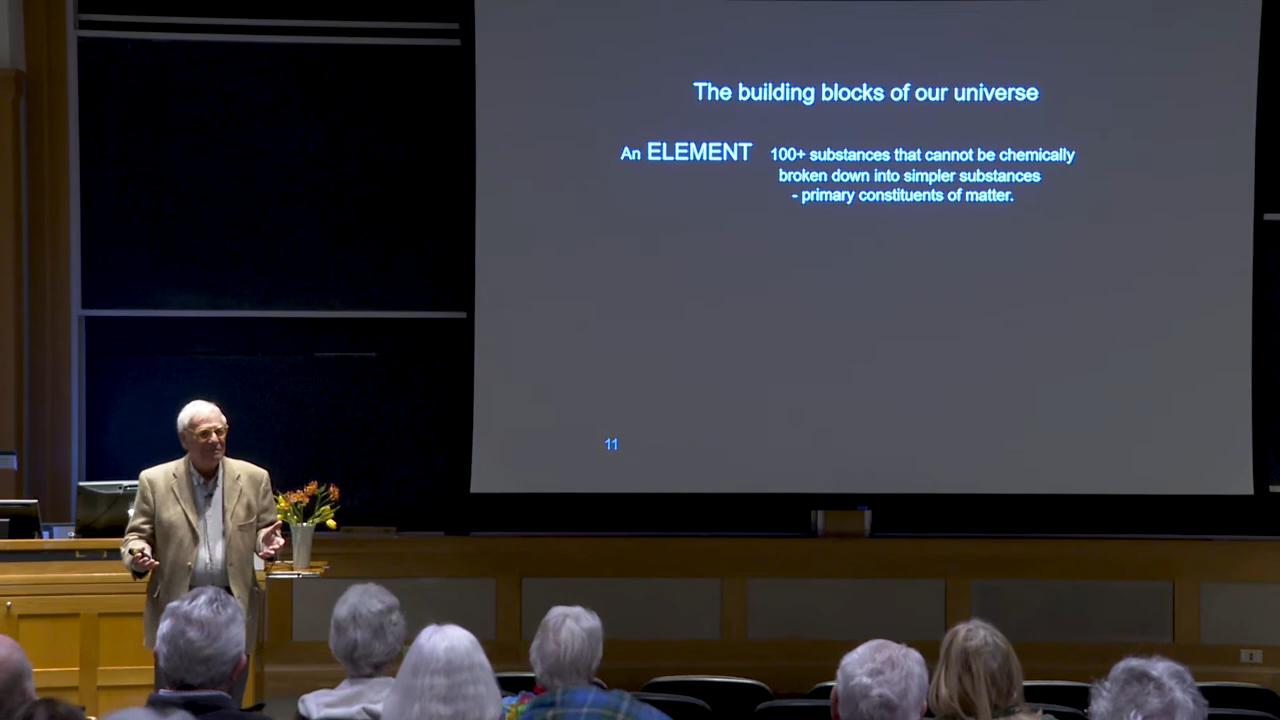 The building blocks of our universe
An ELEMENT 100+ substances that cannot be chemically
broken down into simpler substances
- primary constituents of matter.
11